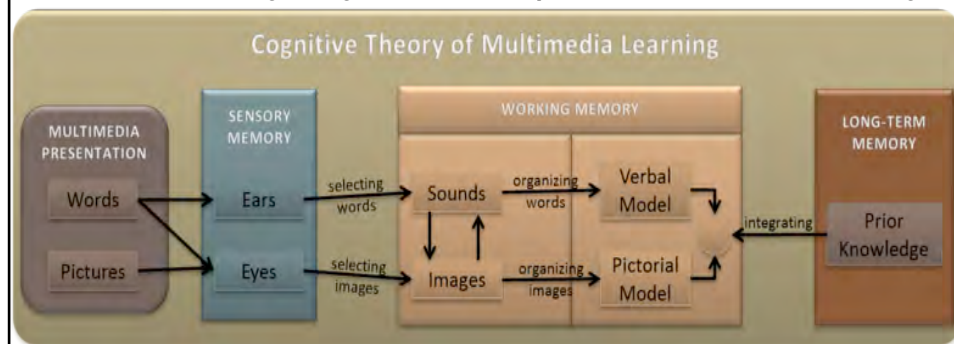 Cognitive Theory of Multimedia Learning
MULTIMEDIA
PRESENTATION
Words
Pictures
SENSORY
MEMORY
Ears
Eyes
selecting
words
selecting
images
WORKING MEMORY
Sounds
Images
organizing
words
organizing
images
Verbal
Model
Pictorial
Model
integrating
LONG-TERM
MEMORY
Prior
Knowledge